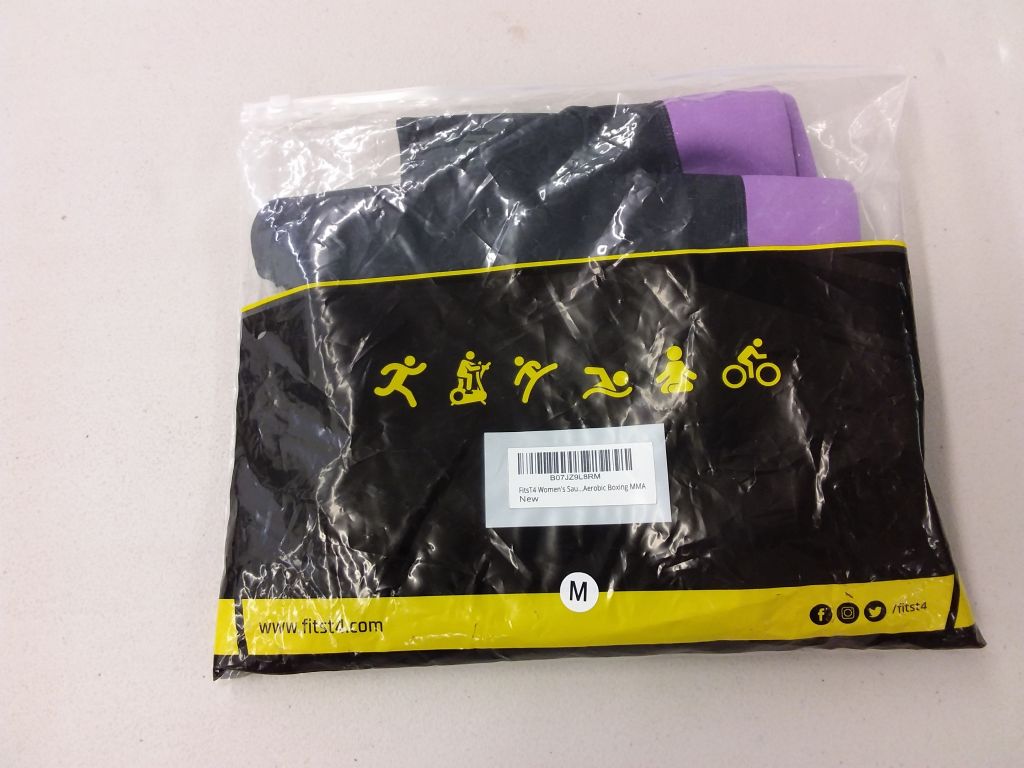 B07JZ9L8RM
FitsT4 Women's Sau...Aerobic Boxing MMA
New
M
www.fitst4.com
/fitst4